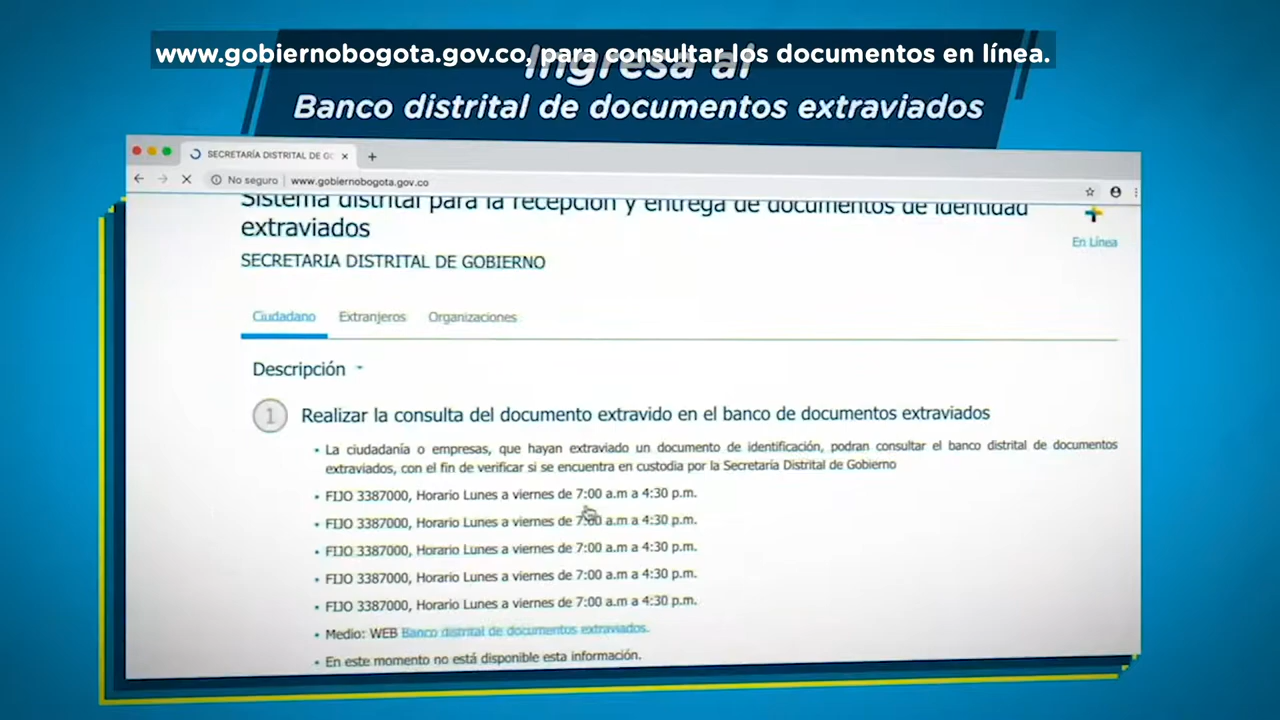 www.gobiernobogota.gov.co, para consultar los documentos en línea.
Ingresa al
Banco distrital de documentos extraviados
SECRETARÍA DISTRITAL DE GO
No seguro
www.gobiernobogota.gov.co
Sistema distrital para la recepción y entrega de documentos de identidad
extraviados
En Línea
SECRETARIA DISTRITAL DE GOBIERNO
Ciudadano Extranjeros Organizaciones
Descripción
1 Realizar la consulta del documento extravido en el banco de documentos extraviados
• La ciudadanía o empresas, que hayan extraviado un documento de identificación, podran consultar el banco distrital de documentos
extraviados, con el fin de verificar si se encuentra en custodia por la Secretaría Distrital de Gobierno
• FIJO 3387000, Horario Lunes a viernes de 7:00 a.m a 4:30 p.m.
• FIJO 3387000, Horario Lunes a viernes de 7:00 a.m a 4:30 p.m.
• FIJO 3387000, Horario Lunes a viernes de 7:00 a.m a 4:30 p.m.
• FIJO 3387000, Horario Lunes a viernes de 7:00 a.m a 4:30 p.m.
• FIJO 3387000, Horario Lunes a viernes de 7:00 a.m a 4:30 p.m.
• Medio: WEB Banco distrital de documentos extraviados.
• En este momento no está disponible esta información.